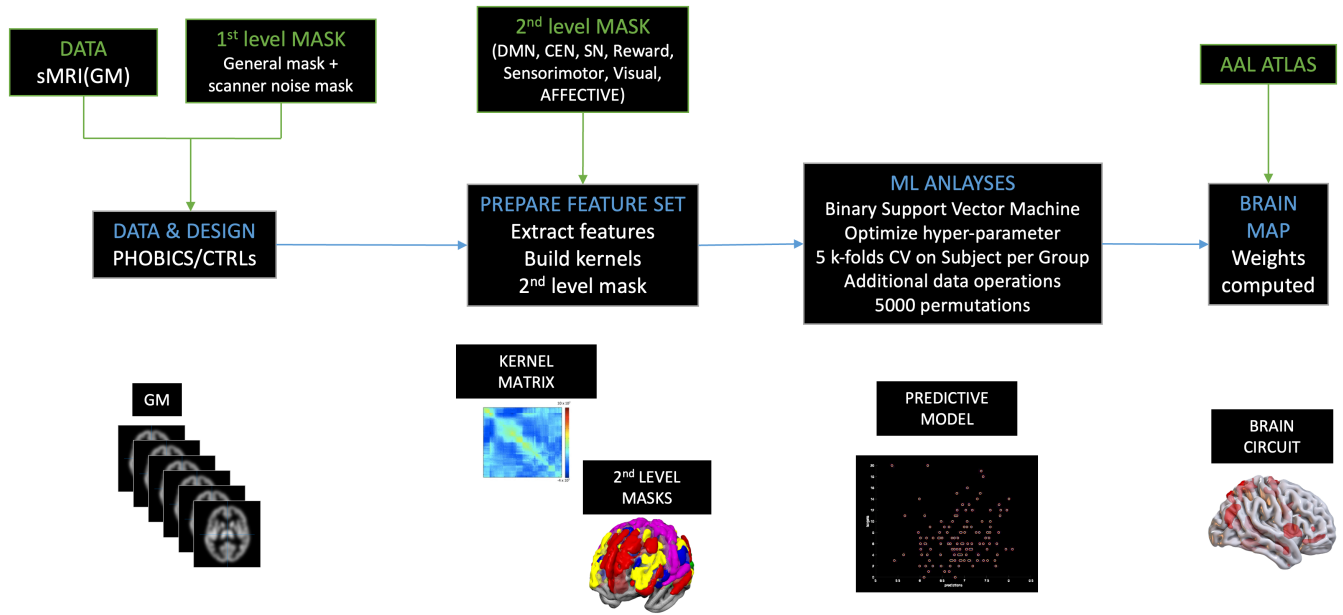 DATA
sMRI(GM)
1st level MASK
General mask +
scanner noise mask
2nd level MASK
(DMN, CEN, SN, Reward,
Sensorimotor, Visual,
AFFECTIVE)
AAL ATLAS
DATA & DESIGN
PHOBICS/CTRLs
PREPARE FEATURE SET
Extract features
Build kernels
2nd level mask
ML ANLAYSES
Binary Support Vector Machine
Optimize hyper-parameter
5 k-folds CV on Subject per Group
Additional data operations
5000 permutations
BRAIN
MAP
Weights
computed
GM
KERNEL
MATRIX
2nd LEVEL
MASKS
PREDICTIVE
MODEL
predictions
BRAIN
CIRCUIT